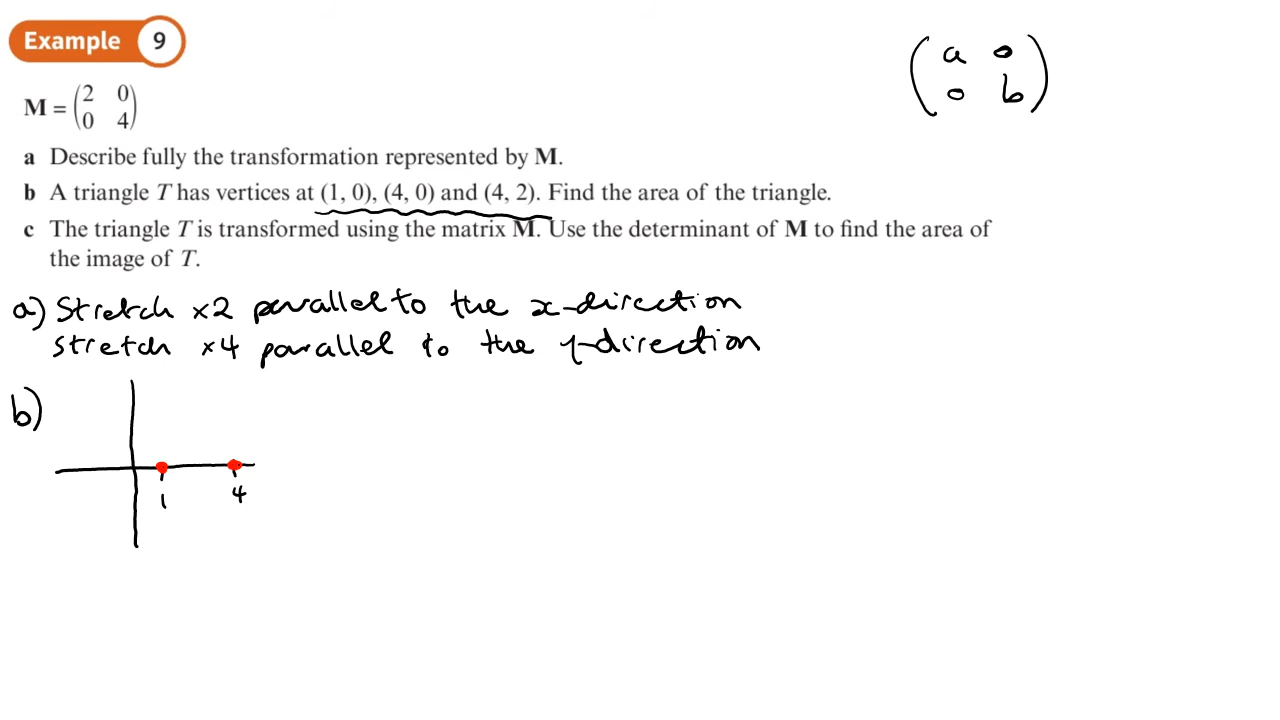 Example 9
( a 0
0 b )
M = ( 2 0
0 4 )
a Describe fully the transformation represented by M.
b A triangle T has vertices at (1, 0), (4, 0) and (4, 2). Find the area of the triangle.
c The triangle T is transformed using the matrix M. Use the determinant of M to find the area of
the image of T.
a) Stretch ×2 parallel to the x-direction
stretch ×4 parallel to the y-direction
b)
1 4